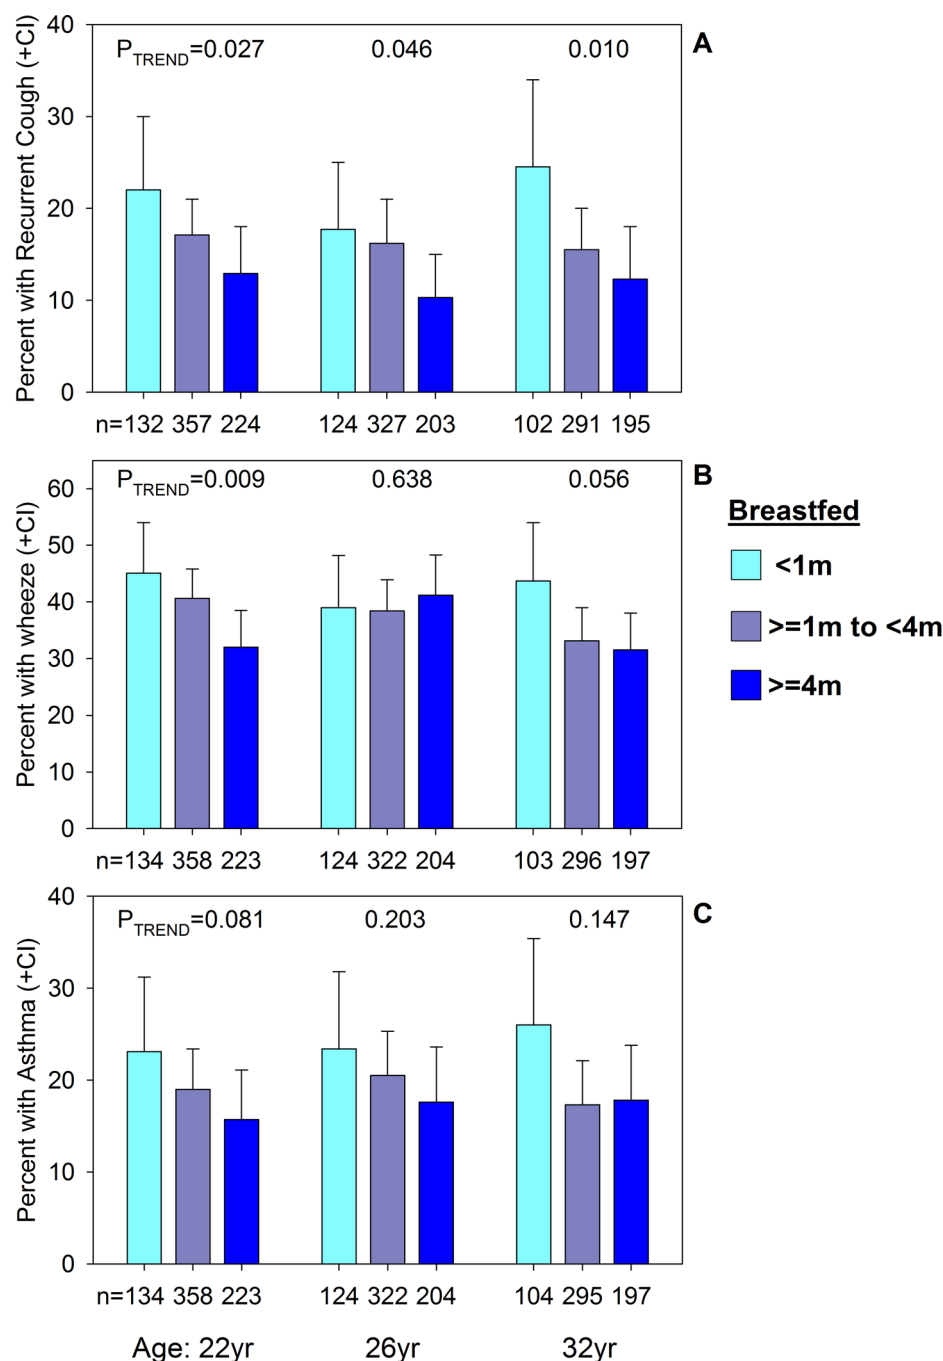 Percent with Recurrent Cough (+CI)
40
30
20
10
0
P_TREND=0.027 0.046 0.010
A
n=132 357 224 124 327 203 102 291 195
Percent with wheeze (+CI)
60
50
40
30
20
10
0
P_TREND=0.009 0.638 0.056
B
n=134 358 223 124 322 204 103 296 197
Breastfed
<1m
>=1m to <4m
>=4m
Percent with Asthma (+CI)
40
30
20
10
0
P_TREND=0.081 0.203 0.147
C
n=134 358 223 124 322 204 104 295 197
Age: 22yr 26yr 32yr